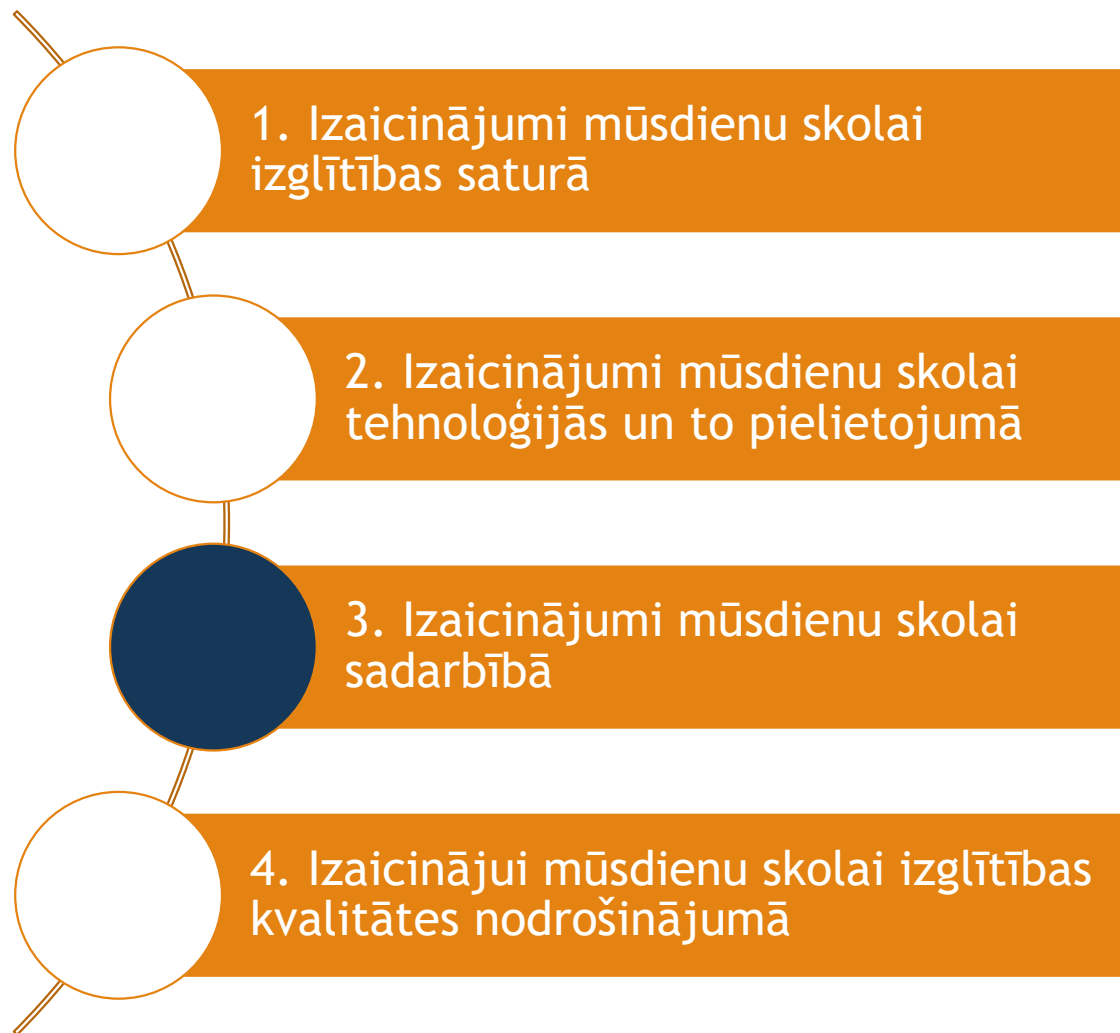 1. Izaicinājumi mūsdienu skolai
izglītības saturā
2. Izaicinājumi mūsdienu skolai
tehnoloģijās un to pielietojumā
3. Izaicinājumi mūsdienu skolai
sadarbībā
4. Izaicinājui mūsdienu skolai izglītības
kvalitātes nodrošinājumā